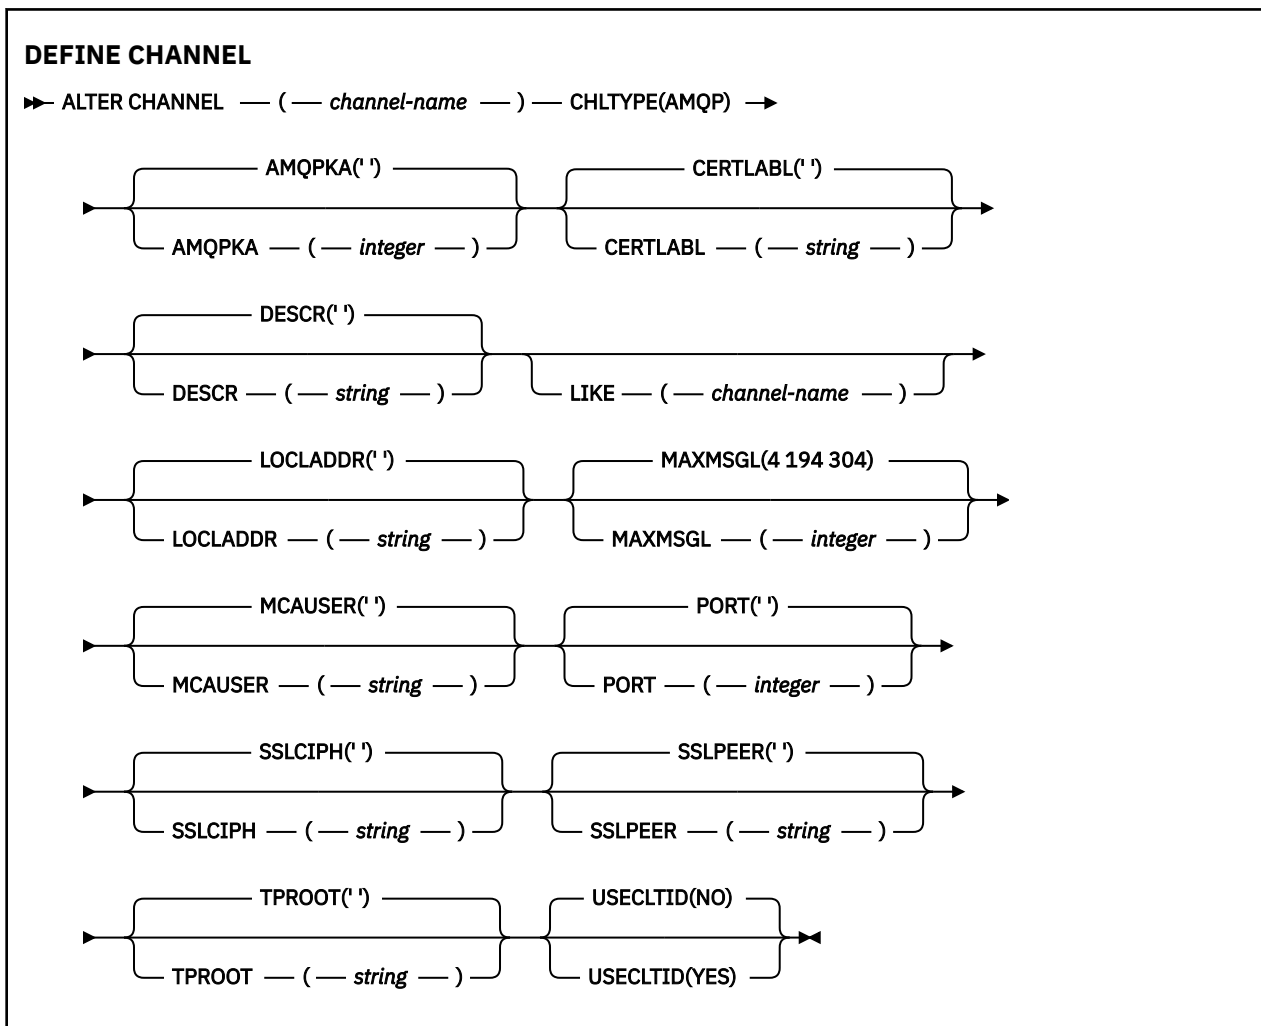 DEFINE CHANNEL
ALTER CHANNEL ( channel-name ) CHLTYPE(AMQP)
AMQPKA(' ') CERTLABL(' ')
AMQPKA ( integer ) CERTLABL ( string )
DESCR(' ')
DESCR ( string ) LIKE ( channel-name )
LOCLADDR(' ') MAXMSGL(4 194 304)
LOCLADDR ( string ) MAXMSGL ( integer )
MCAUSER(' ') PORT(' ')
MCAUSER ( string ) PORT ( integer )
SSLCIPH(' ') SSLPEER(' ')
SSLCIPH ( string ) SSLPEER ( string )
TPROOT(' ') USECLTID(NO)
TPROOT ( string ) USECLTID(YES)